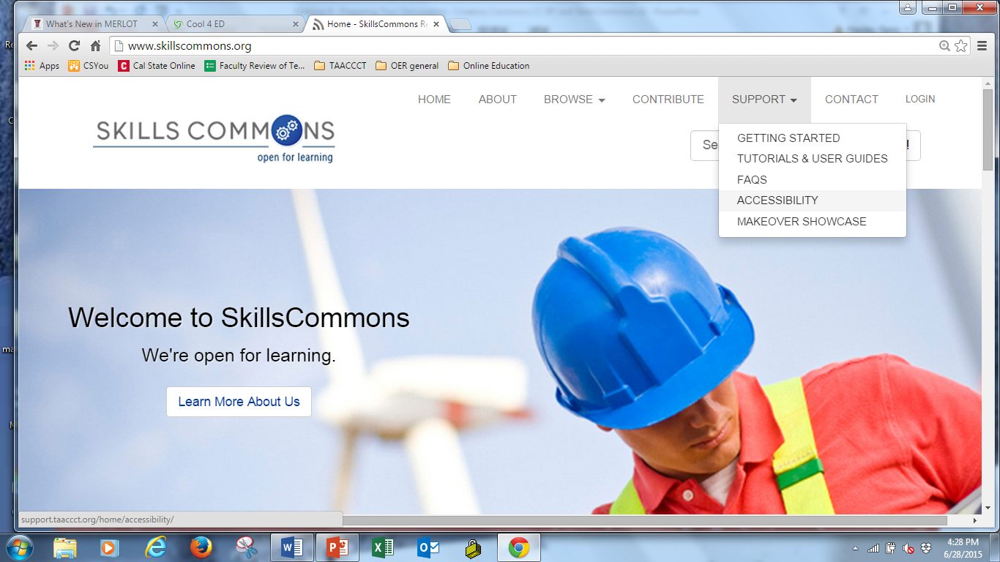 What's New in MERLOT
Cool 4 ED
Home - SkillsCommons Re
www.skillscommons.org
Apps CSYou Cal State Online Faculty Review of Te... TAACCCT OER general Online Education
HOME ABOUT BROWSE CONTRIBUTE SUPPORT CONTACT LOGIN
SKILLS COMMONS
open for learning
Se !
GETTING STARTED
TUTORIALS & USER GUIDES
FAQS
ACCESSIBILITY
MAKEOVER SHOWCASE
Welcome to SkillsCommons
We're open for learning.
Learn More About Us
support.taaccct.org/home/accessibility/
4:28 PM
6/28/2015